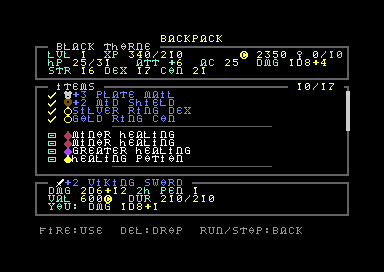 BACKPACK
BLACK THORNE
LVL 1 XP 340/210 2350 0/10
HP 25/31 ATT +6 AC 25 DMG 1D8+4
STR 16 DEX 17 CON 21
ITEMS 10/17
+3 PLATE MAIL
+2 MID SHIELD
SILVER RING DEX
GOLD RING CON
MINOR HEALING
MINOR HEALING
GREATER HEALING
HEALING POTION
+2 VIKING SWORD
DMG 2D6+12 2H PEN 1
VAL 600 DUR 210/210
YOU: DMG 1D8+1
FIRE:USE DEL:DROP RUN/STOP:BACK